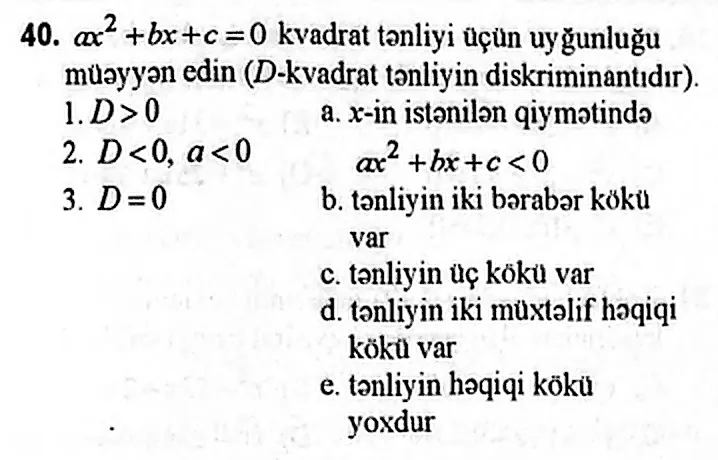 40. ax² +bx+c=0 kvadrat tənliyi üçün uyğunluğu
müəyyən edin (D-kvadrat tənliyin diskriminantıdır).
1. D>0
2. D<0, a<0
3. D=0
a. x-in istənilən qiymətində
ax² +bx+c<0
b. tənliyin iki bərabər kökü
var
c. tənliyin üç kökü var
d. tənliyin iki müxtəlif həqiqi
kökü var
e. tənliyin həqiqi kökü
yoxdur